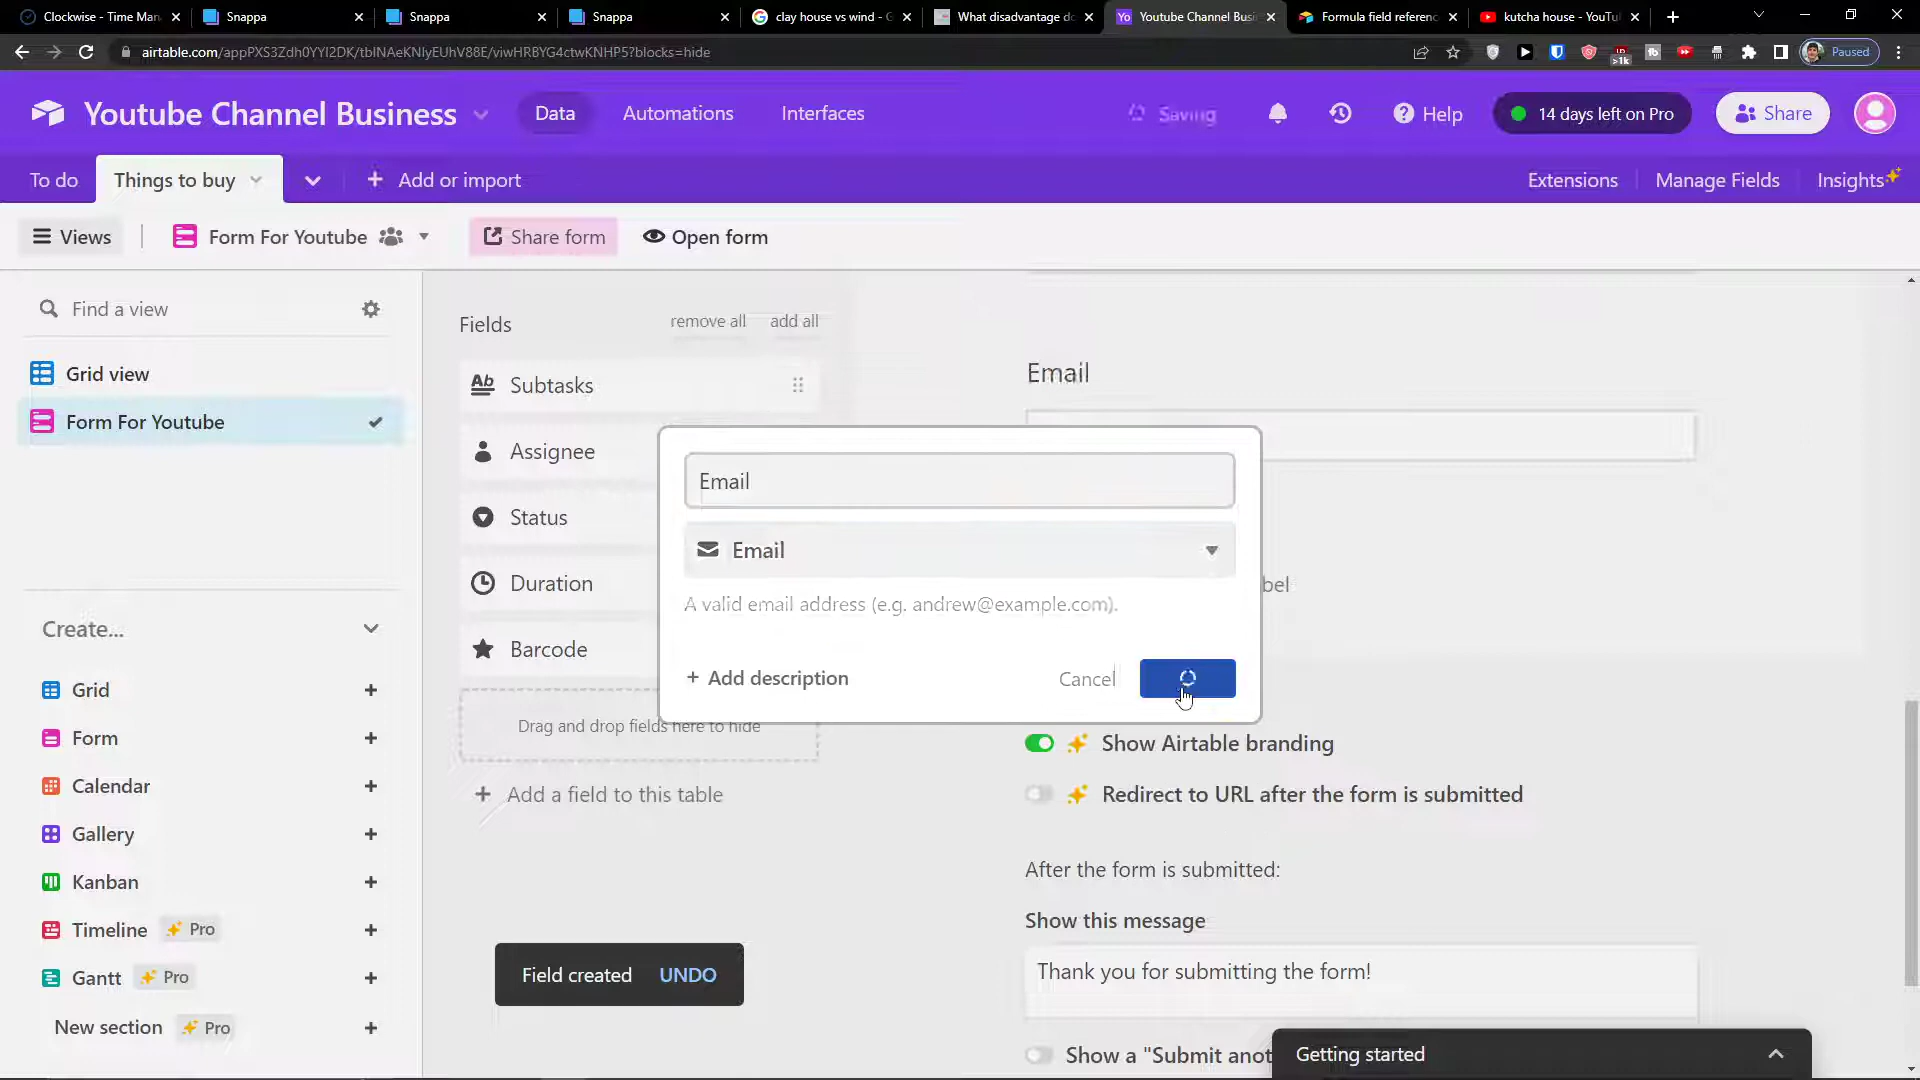 Clockwise - Time Man
Snappa
Snappa
Snappa
clay house vs wind - G
What disadvantage do
Youtube Channel Busi
Formula field referenc
kutcha house - YouTu
airtable.com/appPXS3Zdh0YYI2DK/tblNAeKNlyEUhV88E/viwHRBYG4ctwKNHP5?blocks=hide
>1k
Paused
Youtube Channel Business
Data
Automations
Interfaces
Saving
Help
14 days left on Pro
Share
To do
Things to buy
+ Add or import
Extensions
Manage Fields
Insights
Views
Form For Youtube
Share form
Open form
Find a view
Grid view
Form For Youtube
Create...
Grid
Form
Calendar
Gallery
Kanban
Timeline Pro
Gantt Pro
New section Pro
Fields
remove all
add all
Subtasks
Assignee
Status
Duration
Barcode
Drag and drop fields here to hide
+ Add a field to this table
Email
Email
Email
A valid email address (e.g. andrew@example.com).
+ Add description
Cancel
bel
Show Airtable branding
Redirect to URL after the form is submitted
After the form is submitted:
Show this message
Thank you for submitting the form!
Show a "Submit anot
Field created UNDO
Getting started